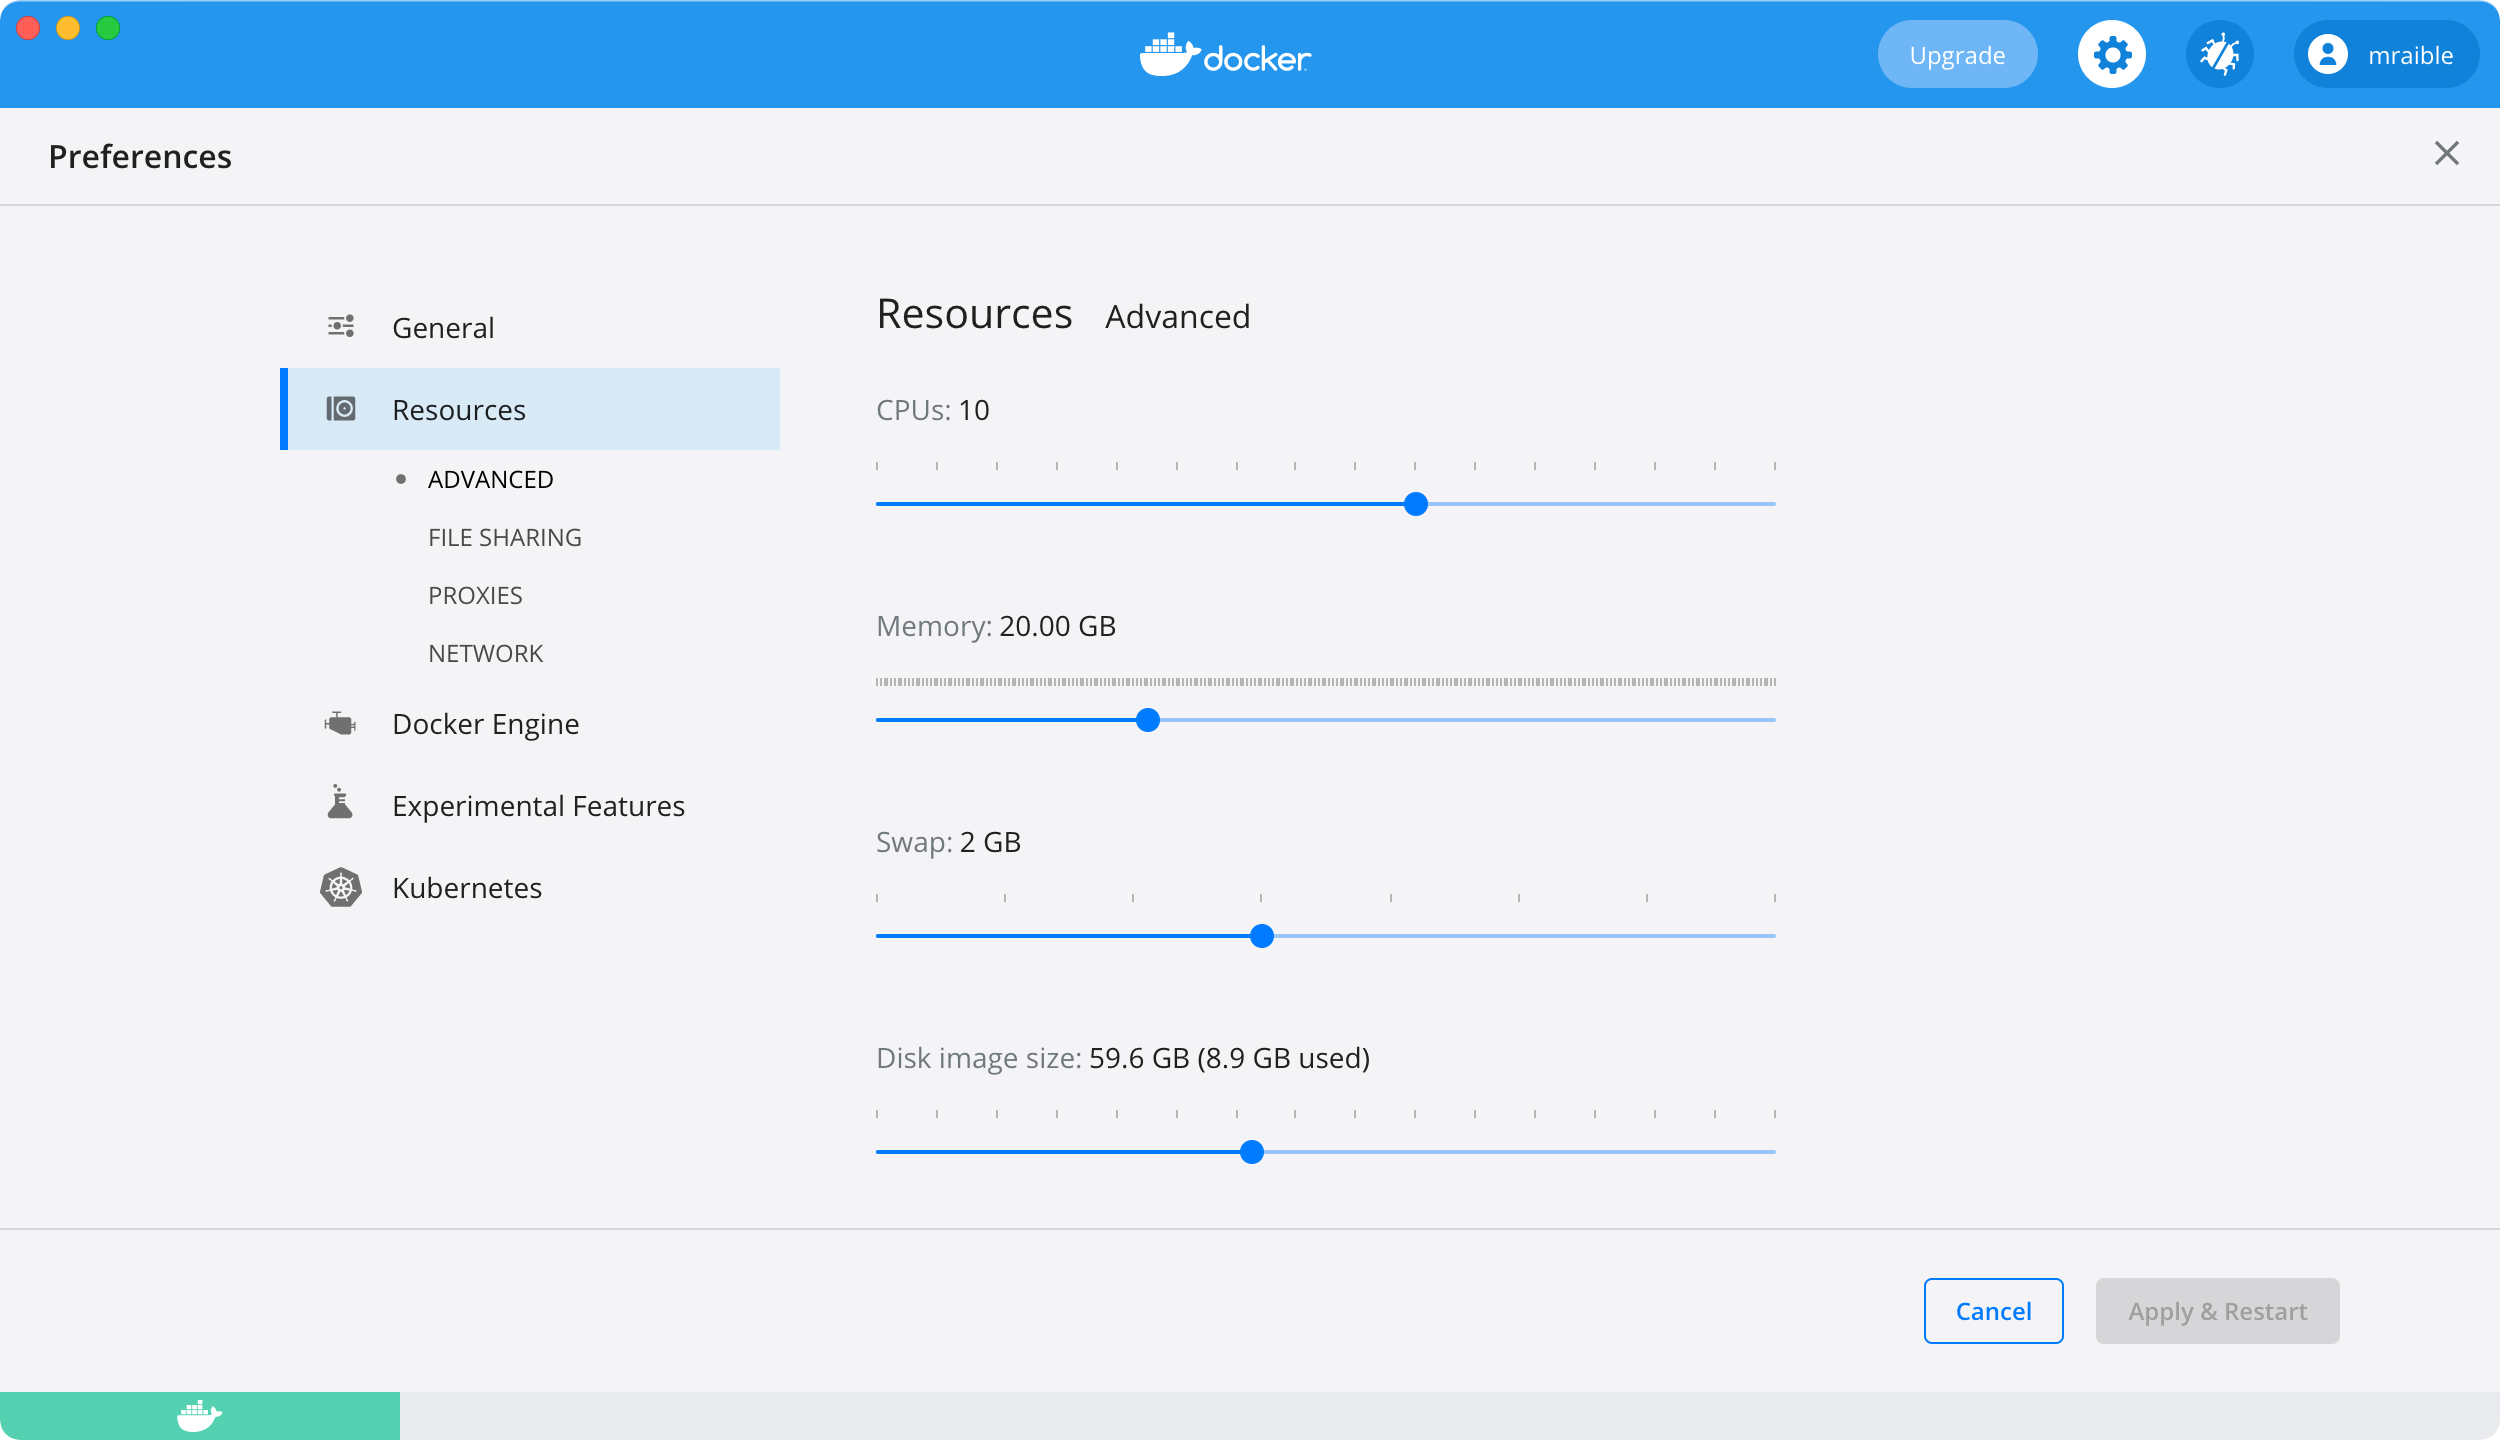 docker
Upgrade
mraible
Preferences
General
Resources
ADVANCED
FILE SHARING
PROXIES
NETWORK
Docker Engine
Experimental Features
Kubernetes
Resources Advanced
CPUs: 10
Memory: 20.00 GB
Swap: 2 GB
Disk image size: 59.6 GB (8.9 GB used)
Cancel
Apply & Restart